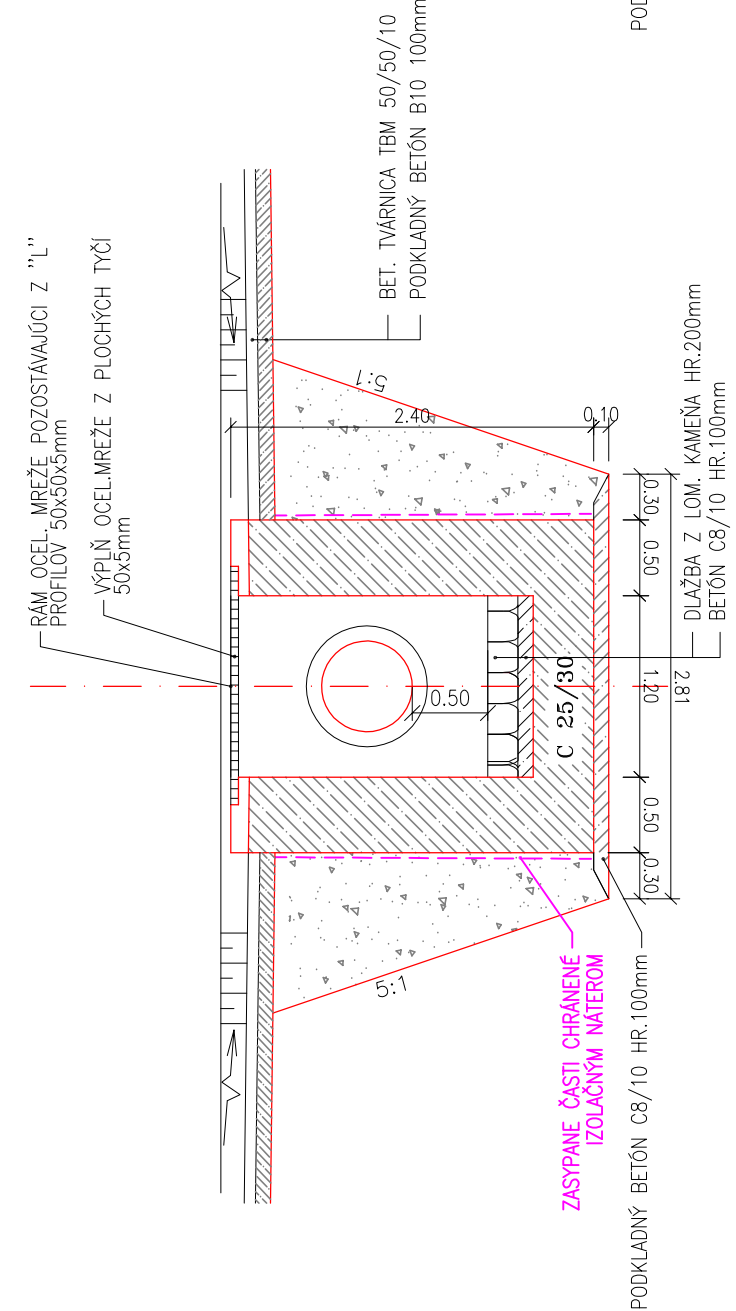 RÁM OCEL. MREŽE POZOSTÁVAJÚCI Z "L"
PROFILOV 50x50x5mm
VÝPLŇ OCEL.MREŽE Z PLOCHÝCH TYČÍ
50x5mm
BET. TVÁRNICA TBM 50/50/10
PODKLADNÝ BETÓN B10 100mm
5:1
2.40
0.10
0.30
0.50
1.20
2.81
0.50
0.30
0.50
C 25/30
DLAŽBA Z LOM. KAMEŇA HR.200mm
BETÓN C8/10 HR.100mm
5:1
ZASYPANE ČASTI CHRÁNENÉ
IZOLAČNÝM NÁTEROM
PODKLADNÝ BETÓN C8/10 HR.100mm